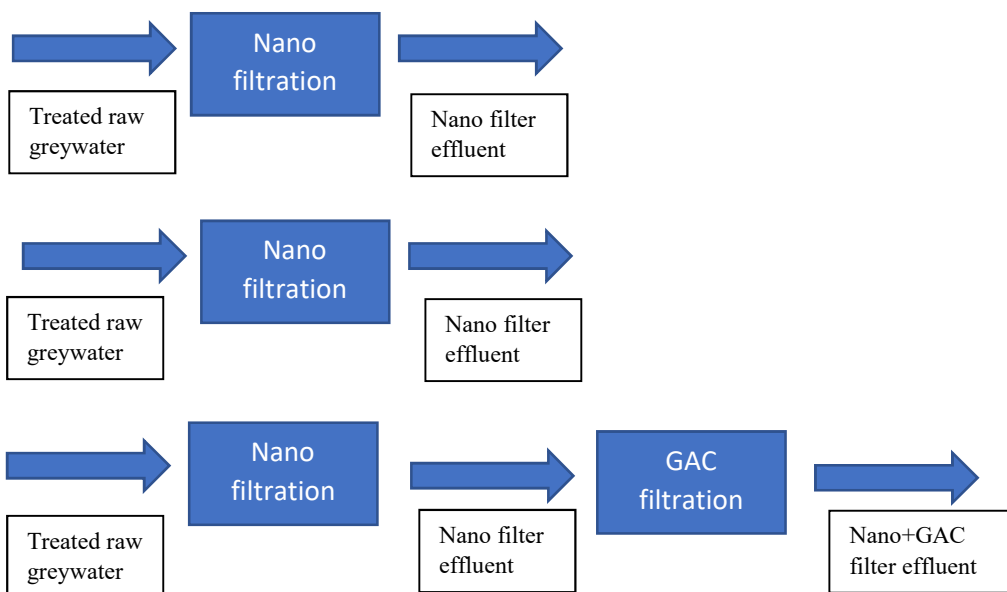 Nano
filtration
Treated raw
greywater
Nano filter
effluent
Nano
filtration
Treated raw
greywater
Nano filter
effluent
Nano
filtration
GAC
filtration
Treated raw
greywater
Nano filter
effluent
Nano+GAC
filter effluent